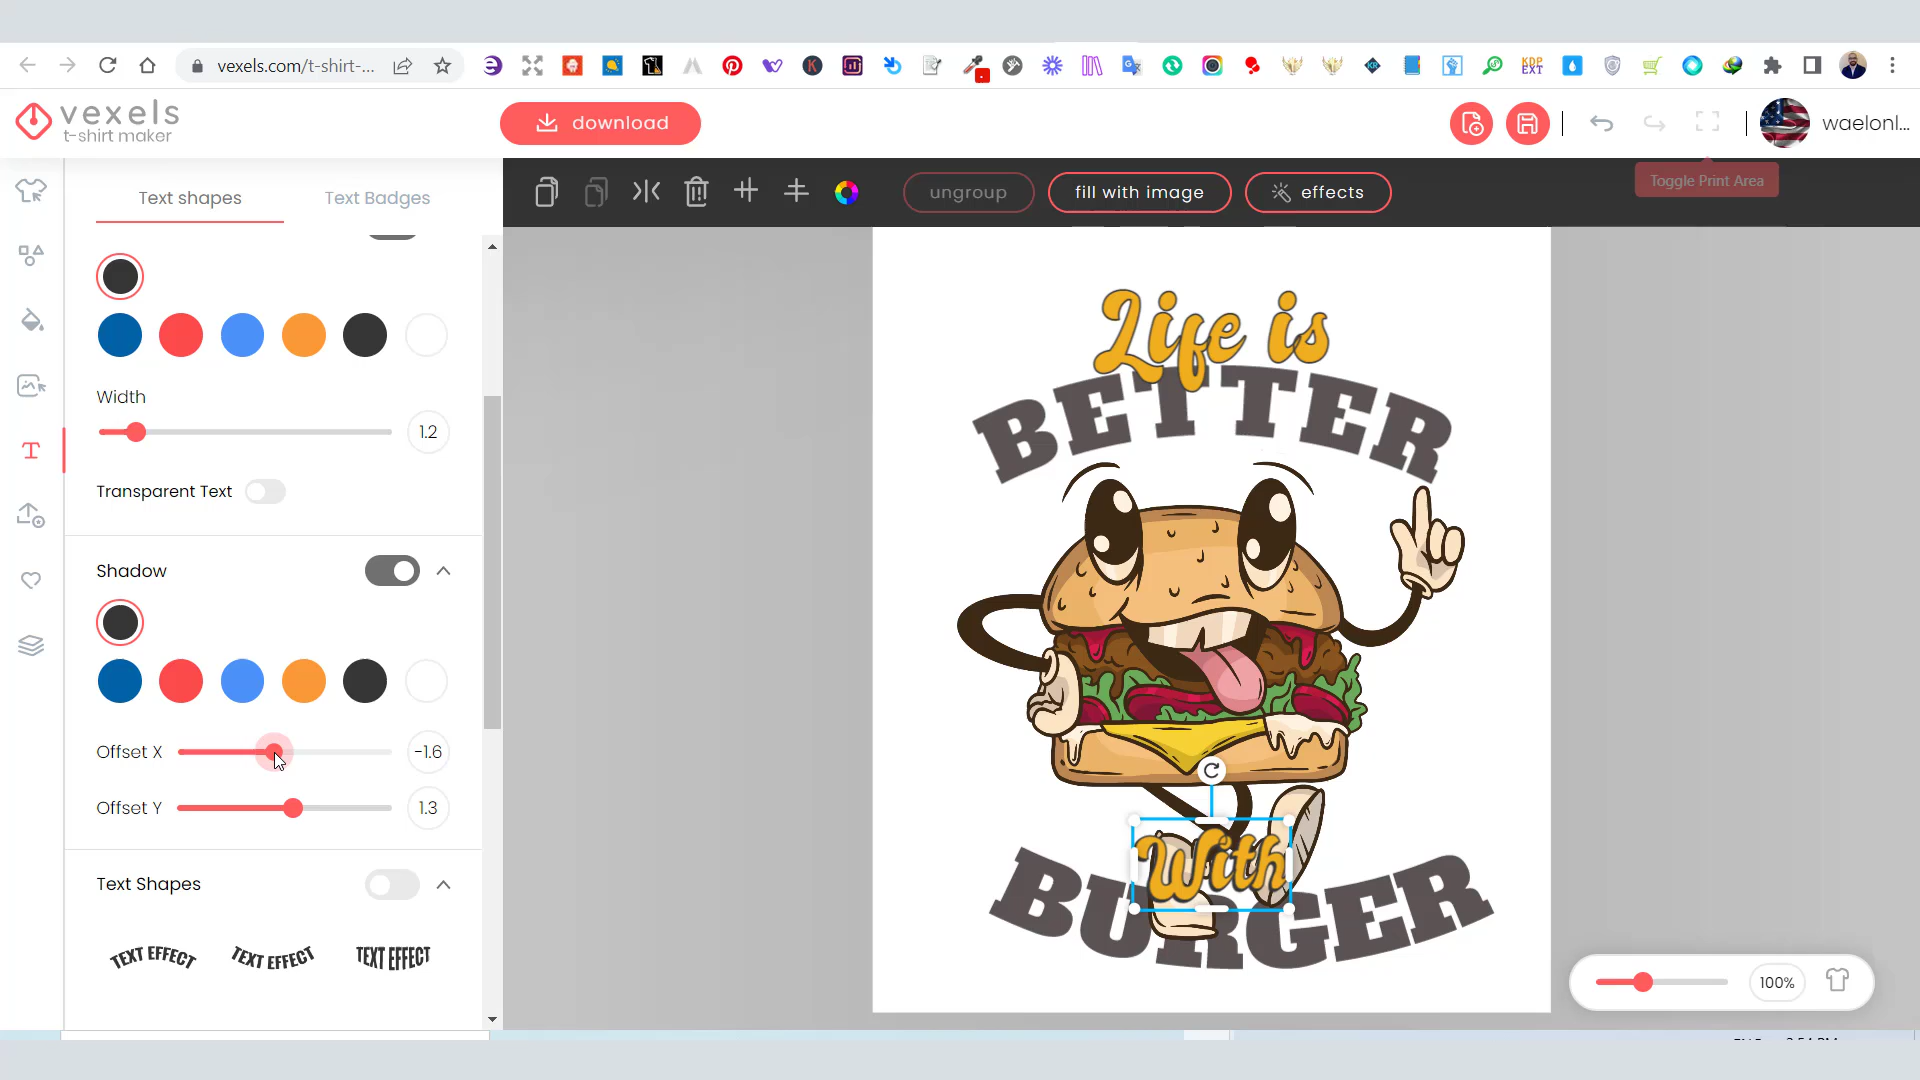 vexels.com/t-shirt-...
KDP
EXT
vexels
t-shirt maker
download
waelonl...
Toggle Print Area
Text shapes
Text Badges
ungroup
fill with image
effects
Width
1.2
Transparent Text
Shadow
Offset X
-1.6
Offset Y
1.3
Text Shapes
TEXT EFFECT
TEXT EFFECT
TEXT EFFECT
Life is
BETTER
With
BURGER
100%